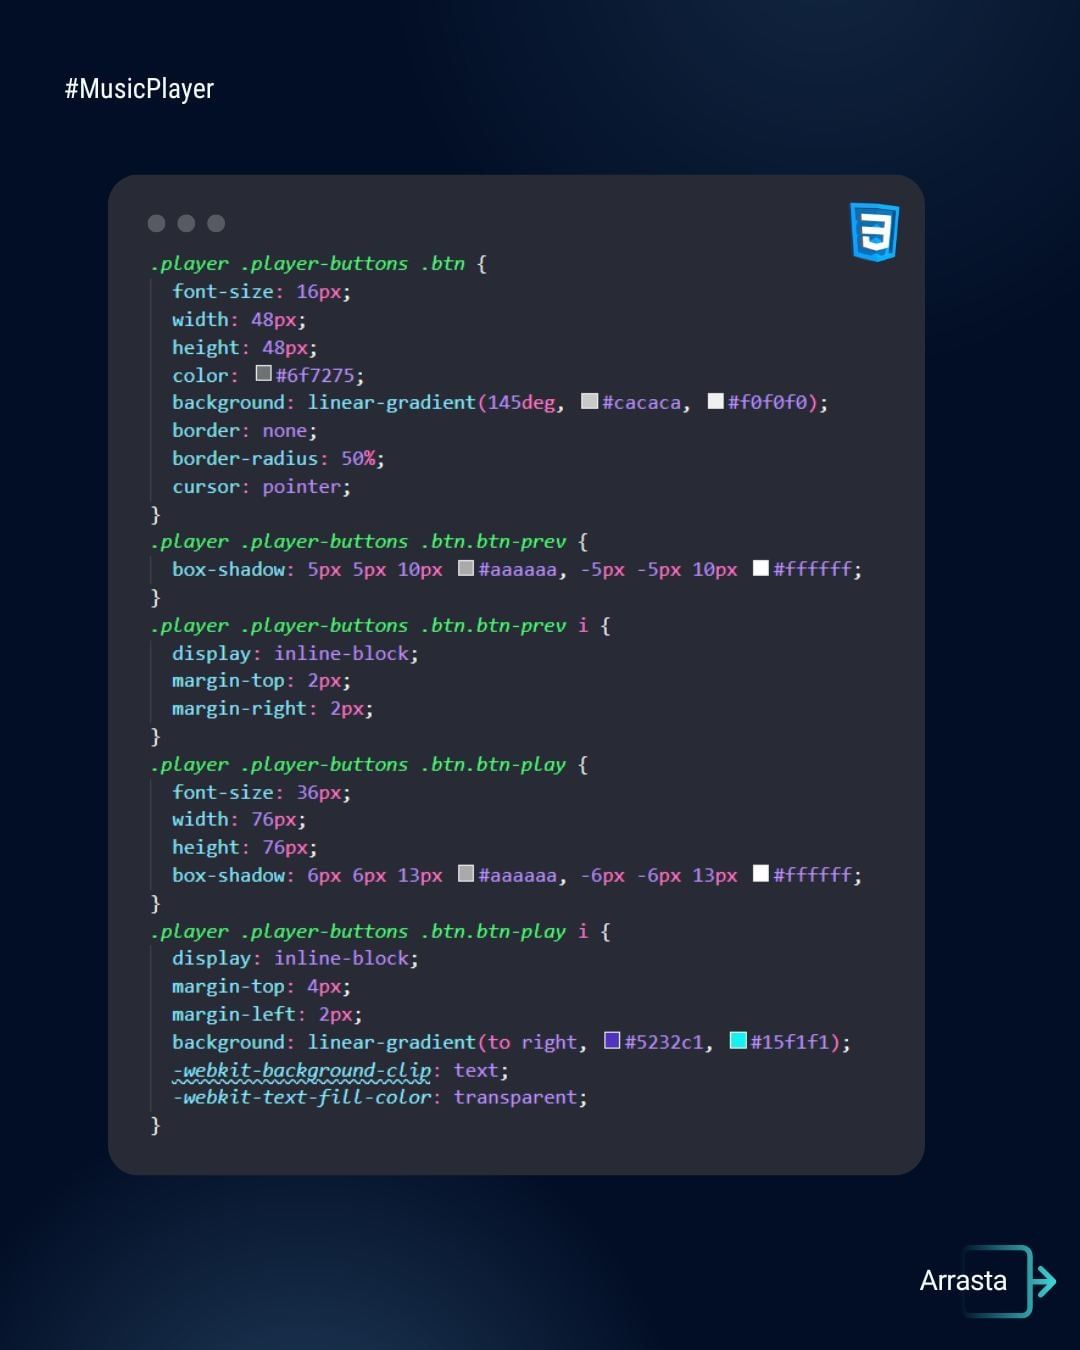 #MusicPlayer
.player .player-buttons .btn {
font-size: 16px;
width: 48px;
height: 48px;
color: #6f7275;
background: linear-gradient(145deg, #cacaca, #f0f0f0);
border: none;
border-radius: 50%;
cursor: pointer;
}
.player .player-buttons .btn.btn-prev {
box-shadow: 5px 5px 10px #aaaaaa, -5px -5px 10px #ffffff;
}
.player .player-buttons .btn.btn-prev i {
display: inline-block;
margin-top: 2px;
margin-right: 2px;
}
.player .player-buttons .btn.btn-play {
font-size: 36px;
width: 76px;
height: 76px;
box-shadow: 6px 6px 13px #aaaaaa, -6px -6px 13px #ffffff;
}
.player .player-buttons .btn.btn-play i {
display: inline-block;
margin-top: 4px;
margin-left: 2px;
background: linear-gradient(to right, #5232c1, #15f1f1);
-webkit-background-clip: text;
-webkit-text-fill-color: transparent;
}
Arrasta